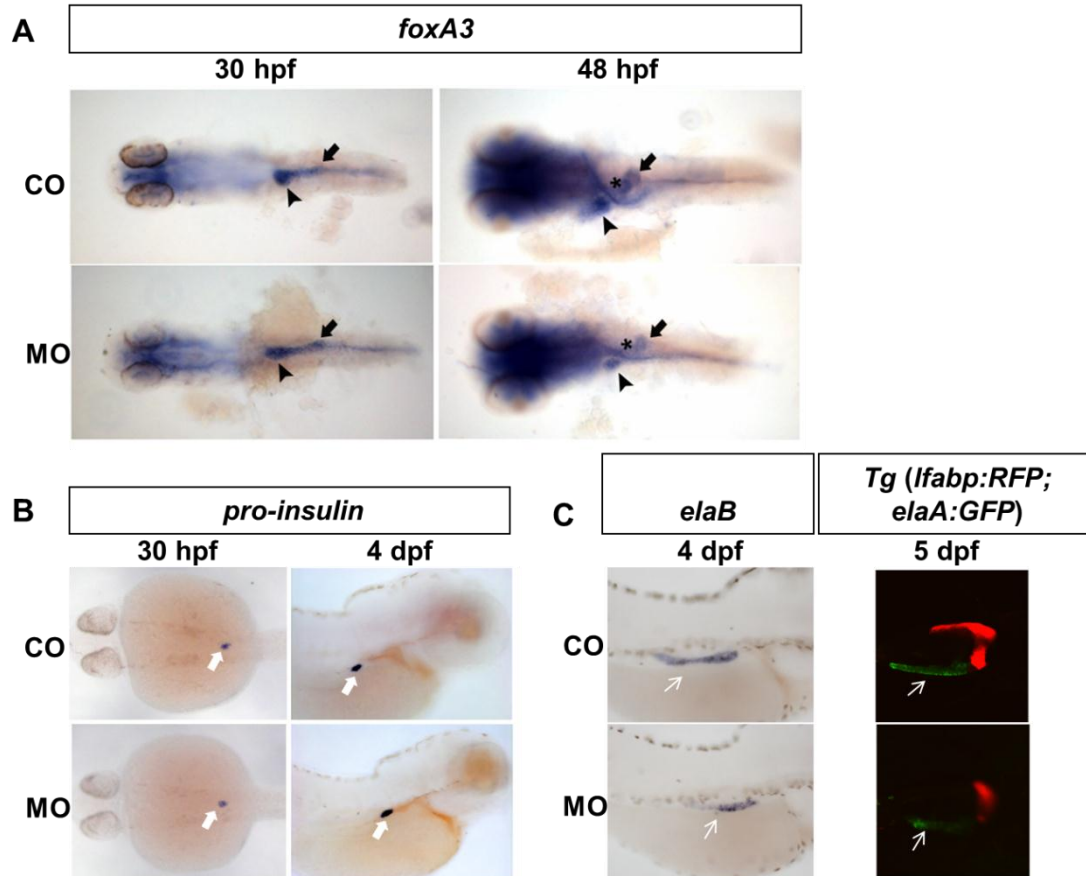 A
foxA3
30 hpf
48 hpf
CO
*
*
MO
*
*
B
pro-insulin
30 hpf
4 dpf
CO
MO
C
elaB
Tg (lfabp:RFP;
elaA:GFP)
4 dpf
5 dpf
CO
MO